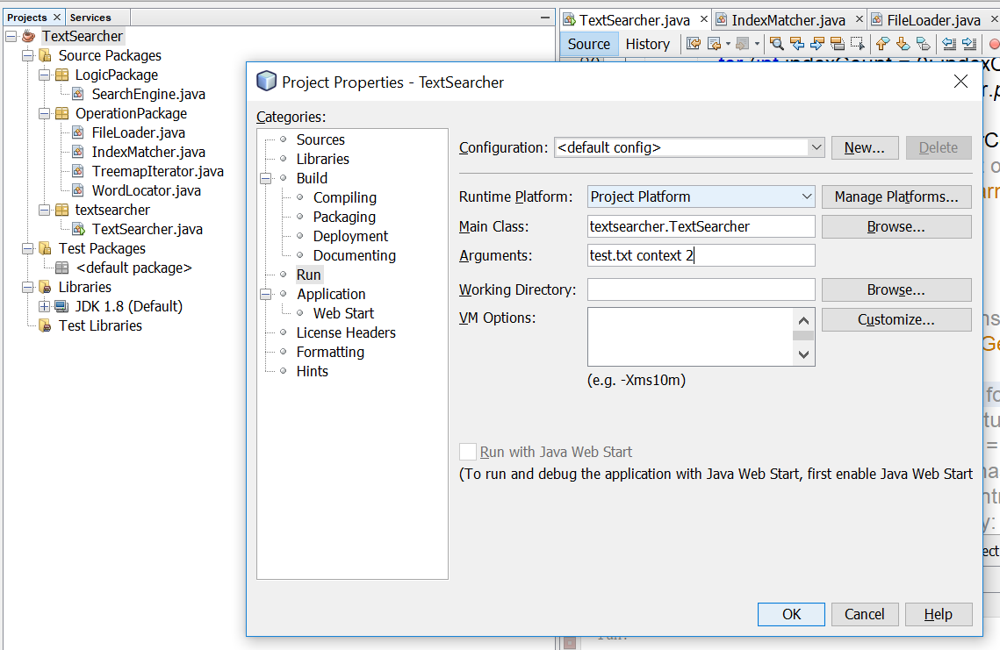 Projects
Services
TextSearcher
Source Packages
LogicPackage
SearchEngine.java
OperationPackage
FileLoader.java
IndexMatcher.java
TreemapIterator.java
WordLocator.java
textsearcher
TextSearcher.java
Test Packages
<default package>
Libraries
JDK 1.8 (Default)
Test Libraries
TextSearcher.java
IndexMatcher.java
FileLoader.java
Source
History
Project Properties - TextSearcher
Categories:
Sources
Libraries
Build
Compiling
Packaging
Deployment
Documenting
Run
Application
Web Start
License Headers
Formatting
Hints
Configuration: <default config> New... Delete
Runtime Platform: Project Platform Manage Platforms...
Main Class: textsearcher.TextSearcher Browse...
Arguments: test.txt context 2
Working Directory: Browse...
VM Options: Customize...
(e.g. -Xms10m)
Run with Java Web Start
(To run and debug the application with Java Web Start, first enable Java Web Start
OK Cancel Help